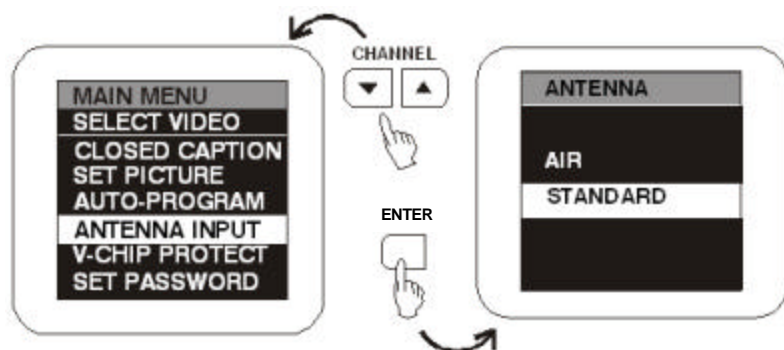 CHANNEL
MAIN MENU
SELECT VIDEO
CLOSED CAPTION
SET PICTURE
AUTO-PROGRAM
ANTENNA INPUT
V-CHIP PROTECT
SET PASSWORD
ENTER
ANTENNA
AIR
STANDARD